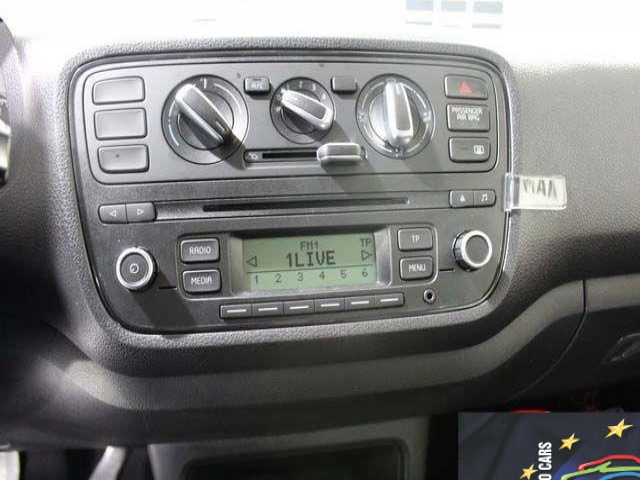 A/C
PASSENGER
AIR BAG
RADIO
MEDIA
FM1
TP
1LIVE
1 2 3 4 5 6
TP
MENU
CARS